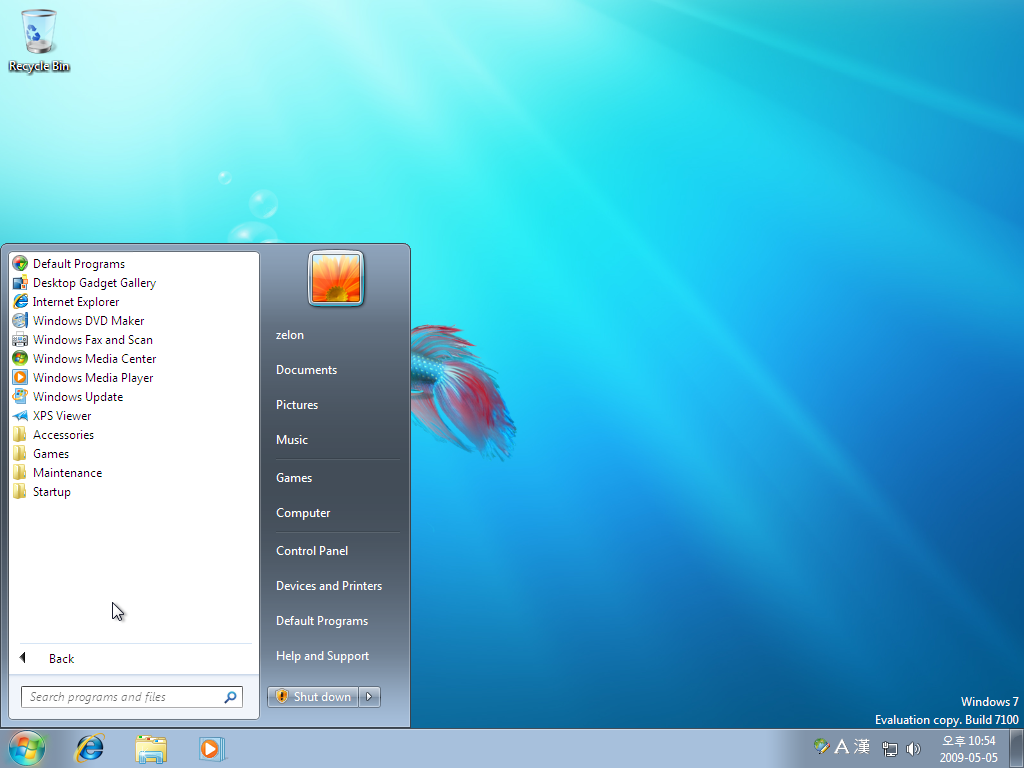 Recycle Bin
Default Programs
Desktop Gadget Gallery
Internet Explorer
Windows DVD Maker
Windows Fax and Scan
Windows Media Center
Windows Media Player
Windows Update
XPS Viewer
Accessories
Games
Maintenance
Startup
Back
Search programs and files
zelon
Documents
Pictures
Music
Games
Computer
Control Panel
Devices and Printers
Default Programs
Help and Support
Shut down
Windows 7
Evaluation copy. Build 7100
A 漢
오후 10:54
2009-05-05